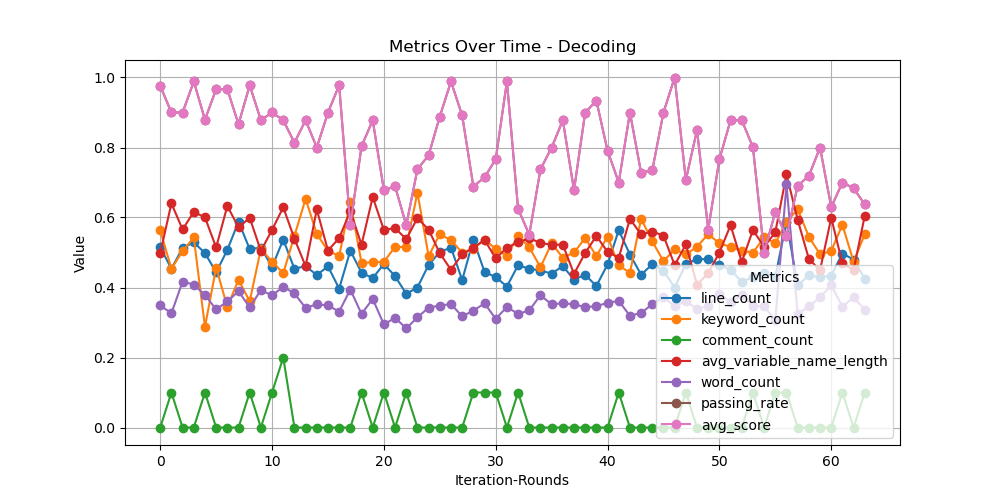 Metrics Over Time - Decoding
1.0
0.8
0.6
0.4
0.2
0.0
Value
0
10
20
30
40
50
60
Iteration-Rounds
Metrics
line_count
keyword_count
comment_count
avg_variable_name_length
word_count
passing_rate
avg_score